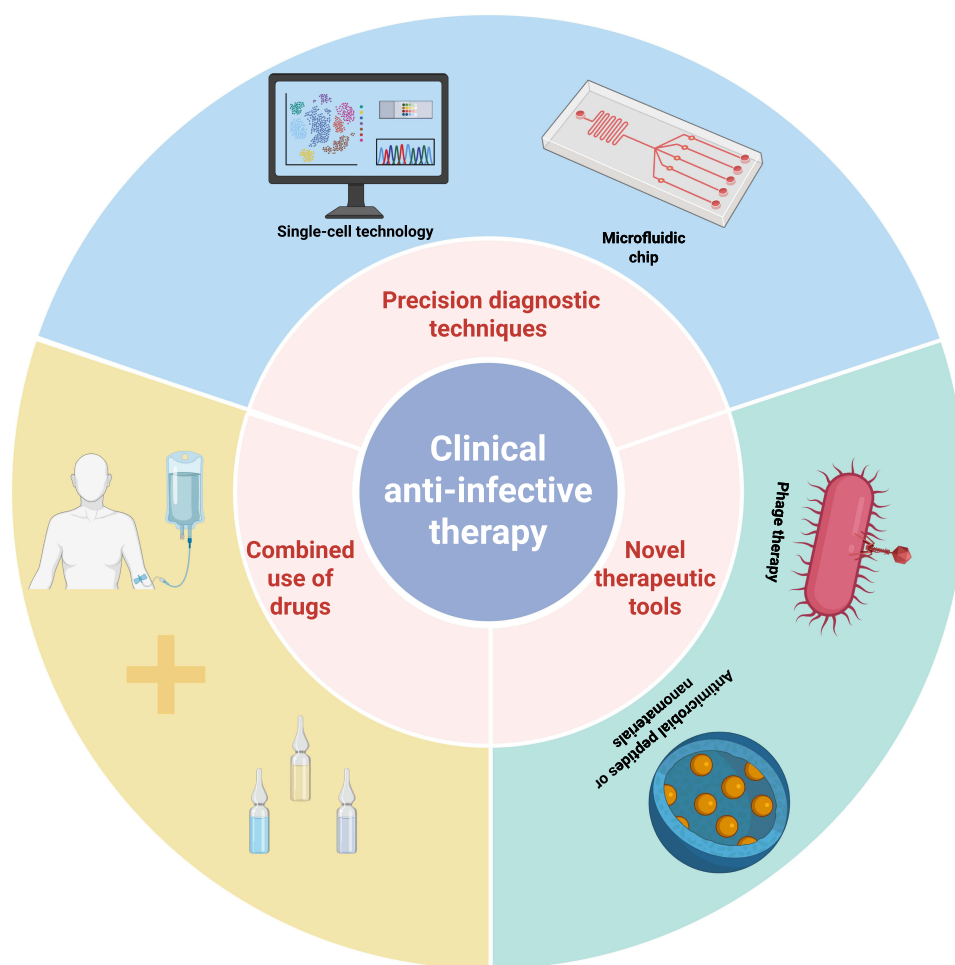 Single-cell technology
Microfluidic
chip
Precision diagnostic
techniques
Clinical
anti-infective
therapy
Combined
use of
drugs
Novel
therapeutic
tools
Phage therapy
Antimicrobial peptides or
nanomaterials